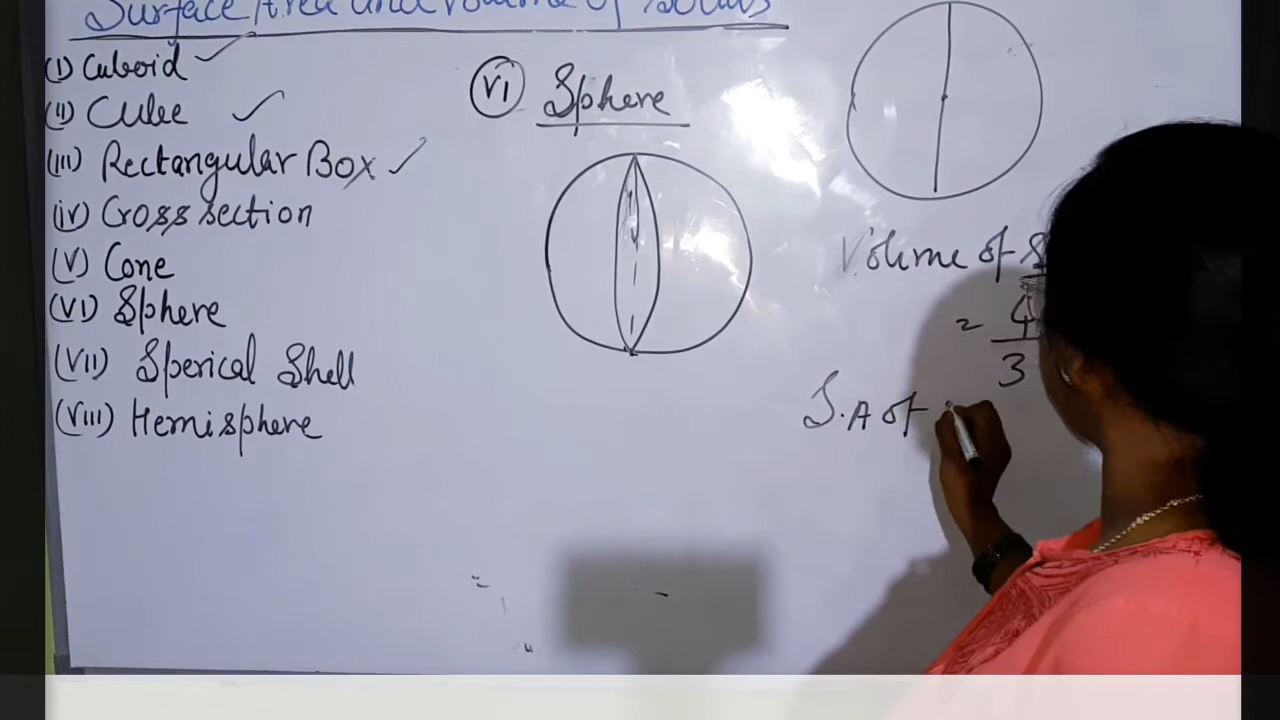 Surface Area and Volume of Solids
(I) Cuboid
(II) Cube
(III) Rectangular Box
(iv) Cross section
(V) Cone
(VI) Sphere
(VII) Sperical Shell
(VIII) Hemisphere
(VI) Sphere
Volume of
= 4
3
S.A of